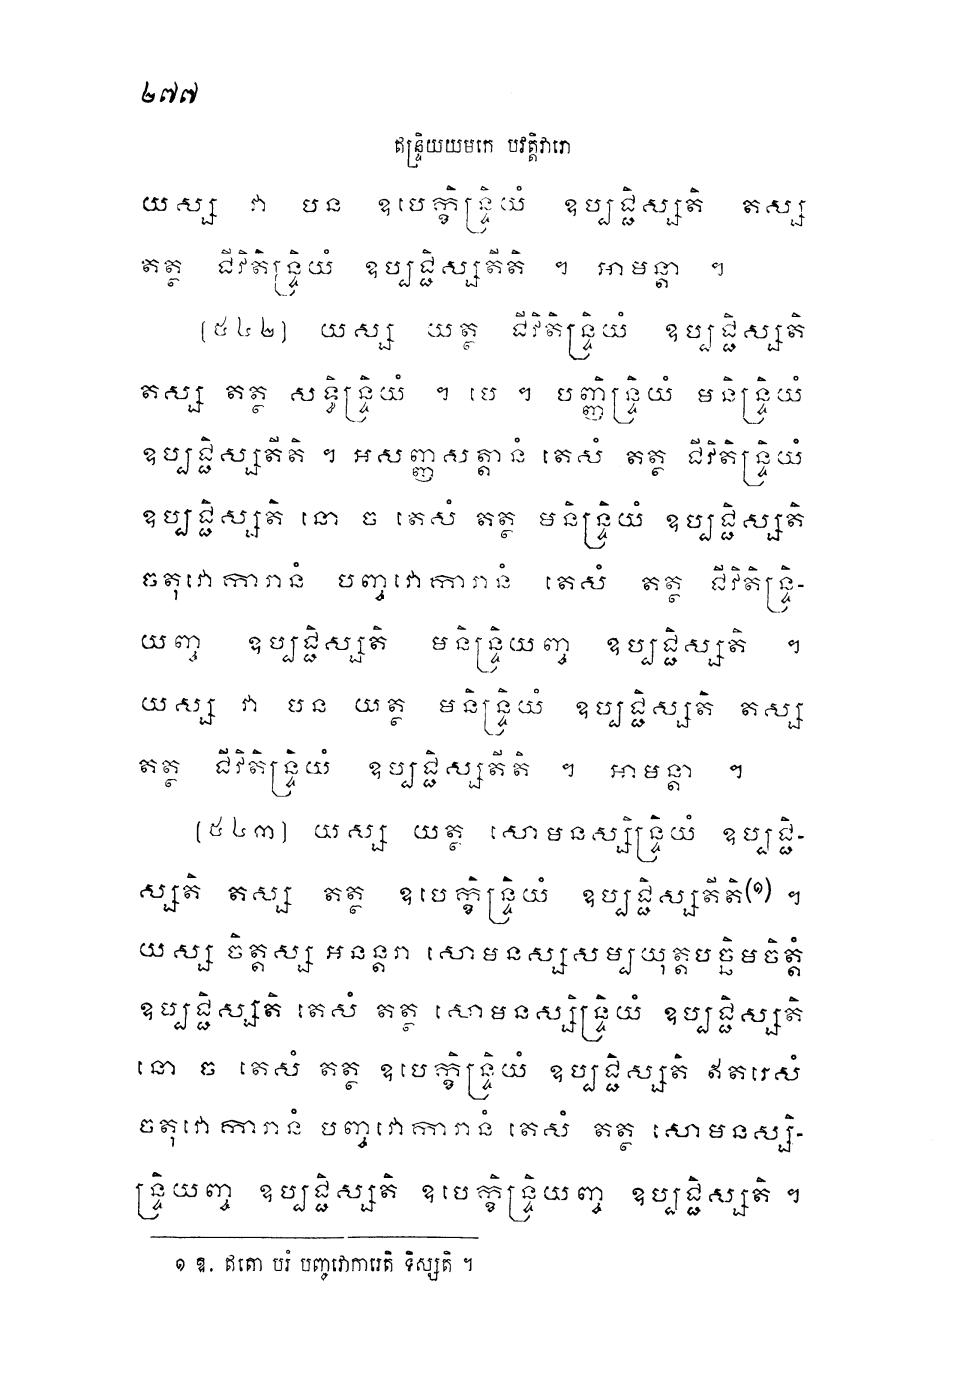 ២៧៧
ឥន្ទ្រិយយមកេ បវត្តិវារោ
យស្ស វា បន ឧបេក្ខិន្ទ្រិយំ ឧប្បជ្ជិស្សតិ តស្ស
តត្ថ ជីវិតិន្ទ្រិយំ ឧប្បជ្ជិស្សតីតិ ។ អាមន្តា ។
(៥៤២) យស្ស យត្ថ ជីវិតិន្ទ្រិយំ ឧប្បជ្ជិស្សតិ
តស្ស តត្ថ សទ្ធិន្ទ្រិយំ ។ បេ ។ បញ្ញិន្ទ្រិយំ មនិន្ទ្រិយំ
ឧប្បជ្ជិស្សតីតិ ។ អសញ្ញសត្តានំ តេសំ តត្ថ ជីវិតិន្ទ្រិយំ
ឧប្បជ្ជិស្សតិ នោ ច តេសំ តត្ថ មនិន្ទ្រិយំ ឧប្បជ្ជិស្សតិ
ចតុវោការានំ បញ្ចវោការានំ តេសំ តត្ថ ជីវិតិន្ទ្រិ-
យញ្ច ឧប្បជ្ជិស្សតិ មនិន្ទ្រិយញ្ច ឧប្បជ្ជិស្សតិ ។
យស្ស វា បន យត្ថ មនិន្ទ្រិយំ ឧប្បជ្ជិស្សតិ តស្ស
តត្ថ ជីវិតិន្ទ្រិយំ ឧប្បជ្ជិស្សតីតិ ។ អាមន្តា ។
(៥៤៣) យស្ស យត្ថ សោមនស្សិន្ទ្រិយំ ឧប្បជ្ជិ-
ស្សតិ តស្ស តត្ថ ឧបេក្ខិន្ទ្រិយំ ឧប្បជ្ជិស្សតីតិ(១) ។
យស្ស ចិត្តស្ស អនន្តរា សោមនស្សសម្បយុត្តបច្ឆិមចិត្តំ
ឧប្បជ្ជិស្សតិ តេសំ តត្ថ សោមនស្សិន្ទ្រិយំ ឧប្បជ្ជិស្សតិ
នោ ច តេសំ តត្ថ ឧបេក្ខិន្ទ្រិយំ ឧប្បជ្ជិស្សតិ ឥតរេសំ
ចតុវោការានំ បញ្ចវោការានំ តេសំ តត្ថ សោមនស្សិ-
ន្ទ្រិយញ្ច ឧប្បជ្ជិស្សតិ ឧបេក្ខិន្ទ្រិយញ្ច ឧប្បជ្ជិស្សតិ ។
១ ឧ. ឥតោ បរំ បញ្ចវោការេតិ ទិស្សតិ ។